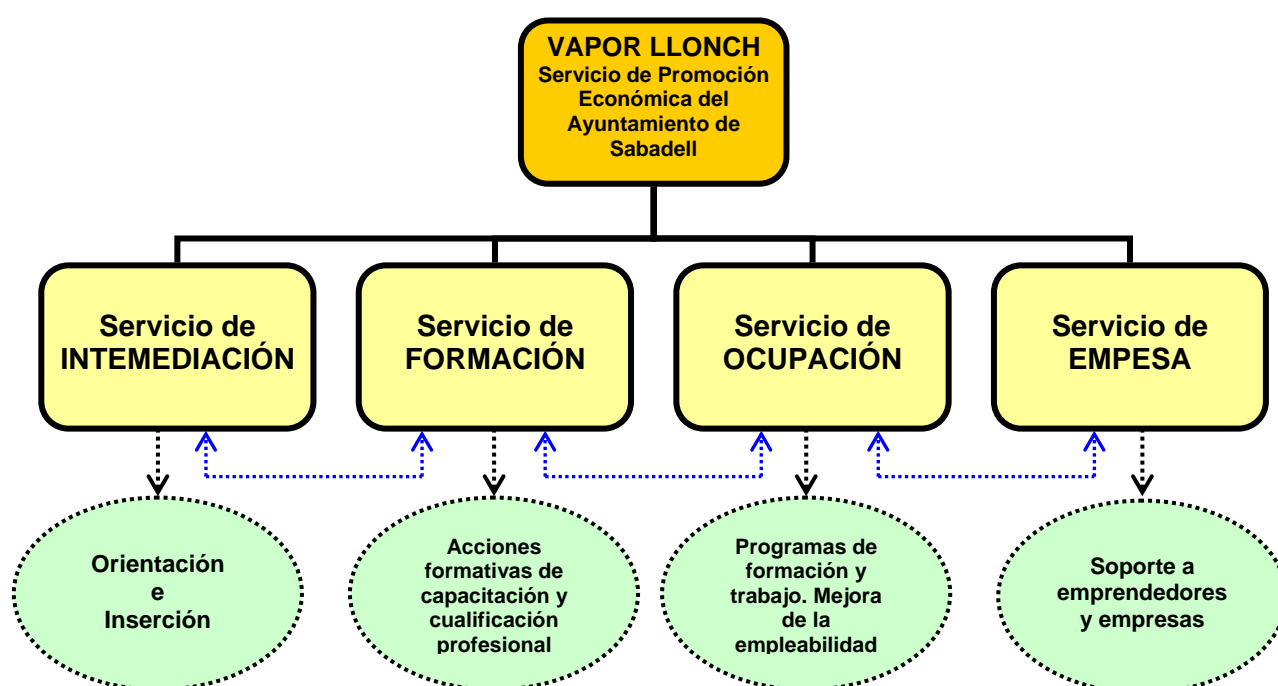 VAPOR LLONCH
Servicio de Promoción
Económica del
Ayuntamiento de
Sabadell
Servicio de
INTEMEDIACIÓN
Servicio de
FORMACIÓN
Servicio de
OCUPACIÓN
Servicio de
EMPESA
Orientación
e
Inserción
Acciones
formativas de
capacitación y
cualificación
profesional
Programas de
formación y
trabajo. Mejora
de la
empleabilidad
Soporte a
emprendedores
y empresas